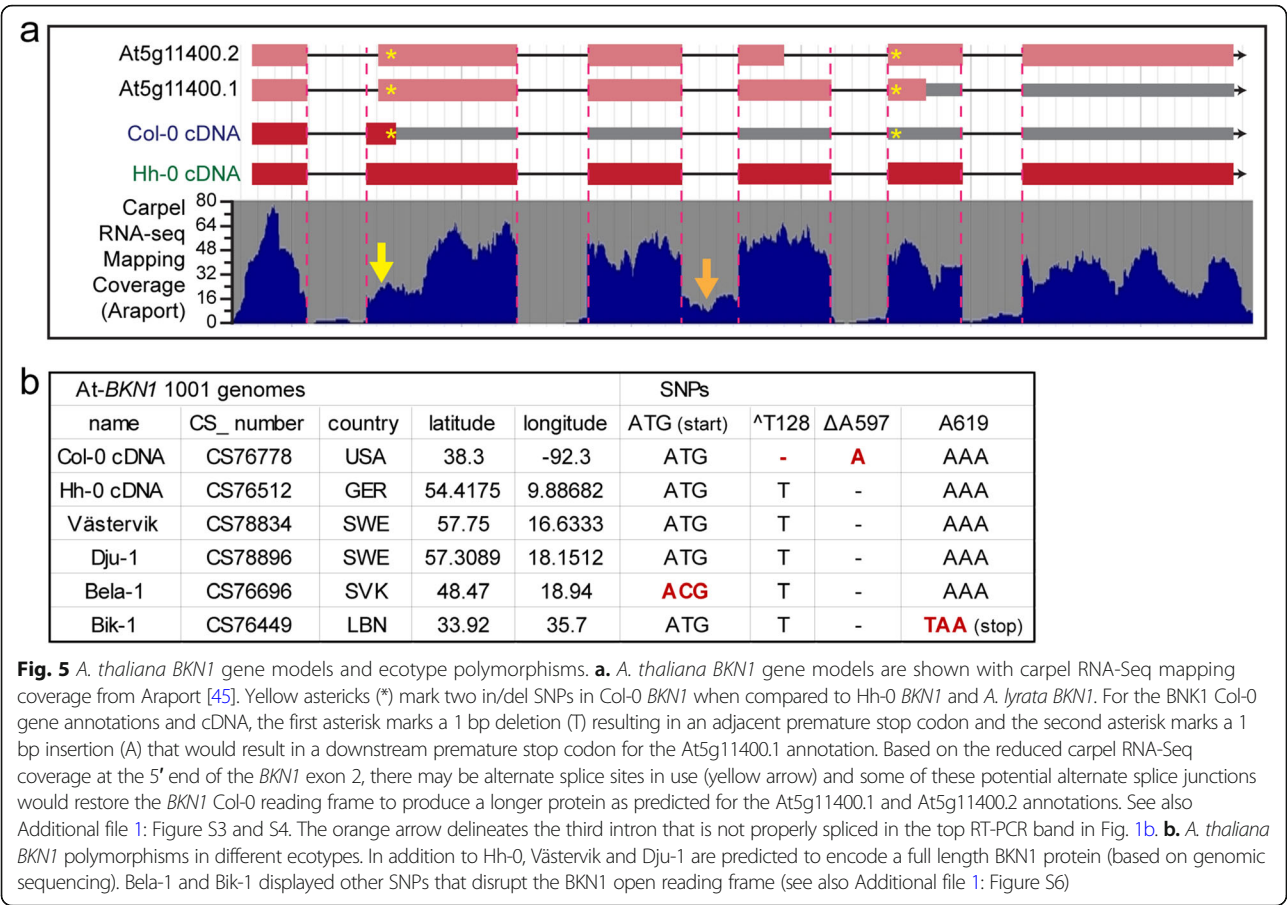 a
At5g11400.2
* *
At5g11400.1
* *
Col-0 cDNA
* *
Hh-0 cDNA
Carpel
RNA-seq
Mapping
Coverage
(Araport)
80
64
48
32
16
0
b
At-BKN1 1001 genomes SNPs
name CS_ number country latitude longitude ATG (start) ^T128 ΔA597 A619
Col-0 cDNA CS76778 USA 38.3 -92.3 ATG - A AAA
Hh-0 cDNA CS76512 GER 54.4175 9.88682 ATG T - AAA
Västervik CS78834 SWE 57.75 16.6333 ATG T - AAA
Dju-1 CS78896 SWE 57.3089 18.1512 ATG T - AAA
Bela-1 CS76696 SVK 48.47 18.94 ACG T - AAA
Bik-1 CS76449 LBN 33.92 35.7 ATG T - TAA (stop)
Fig. 5 A. thaliana BKN1 gene models and ecotype polymorphisms. a. A. thaliana BKN1 gene models are shown with carpel RNA-Seq mapping
coverage from Araport [45]. Yellow astericks (*) mark two in/del SNPs in Col-0 BKN1 when compared to Hh-0 BKN1 and A. lyrata BKN1. For the BNK1 Col-0
gene annotations and cDNA, the first asterisk marks a 1 bp deletion (T) resulting in an adjacent premature stop codon and the second asterisk marks a 1
bp insertion (A) that would result in a downstream premature stop codon for the At5g11400.1 annotation. Based on the reduced carpel RNA-Seq
coverage at the 5′ end of the BKN1 exon 2, there may be alternate splice sites in use (yellow arrow) and some of these potential alternate splice junctions
would restore the BKN1 Col-0 reading frame to produce a longer protein as predicted for the At5g11400.1 and At5g11400.2 annotations. See also
Additional file 1: Figure S3 and S4. The orange arrow delineates the third intron that is not properly spliced in the top RT-PCR band in Fig. 1b. b. A. thaliana
BKN1 polymorphisms in different ecotypes. In addition to Hh-0, Västervik and Dju-1 are predicted to encode a full length BKN1 protein (based on genomic
sequencing). Bela-1 and Bik-1 displayed other SNPs that disrupt the BKN1 open reading frame (see also Additional file 1: Figure S6)